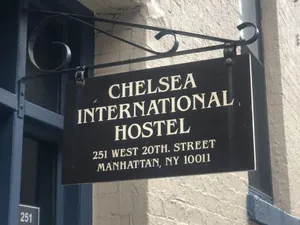 CHELSEA
INTERNATIONAL
HOSTEL
251 WEST 20TH. STREET
MANHATTAN, NY 10011
251